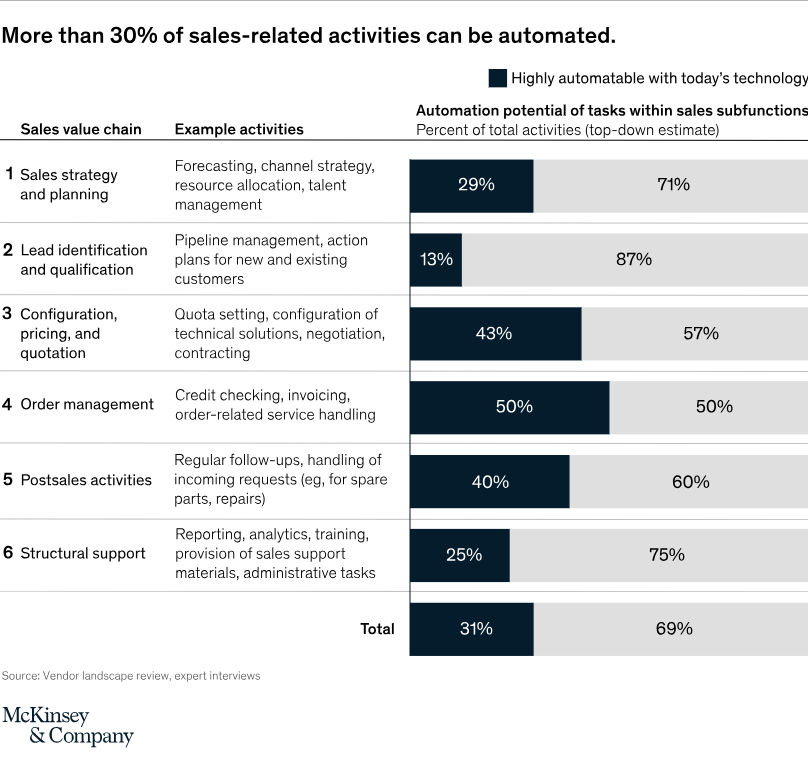 More than 30% of sales-related activities can be automated.
Highly automatable with today's technology
Automation potential of tasks within sales subfunctions
Sales value chain Example activities Percent of total activities (top-down estimate)
1 Sales strategy
and planning
Forecasting, channel strategy,
resource allocation, talent
management
29% 71%
2 Lead identification
and qualification
Pipeline management, action
plans for new and existing
customers
13% 87%
3 Configuration,
pricing, and
quotation
Quota setting, configuration of
technical solutions, negotiation,
contracting
43% 57%
4 Order management
Credit checking, invoicing,
order-related service handling
50% 50%
5 Postsales activities
Regular follow-ups, handling of
incoming requests (eg, for spare
parts, repairs)
40% 60%
6 Structural support
Reporting, analytics, training,
provision of sales support
materials, administrative tasks
25% 75%
Total 31% 69%
Source: Vendor landscape review, expert interviews
McKinsey
& Company